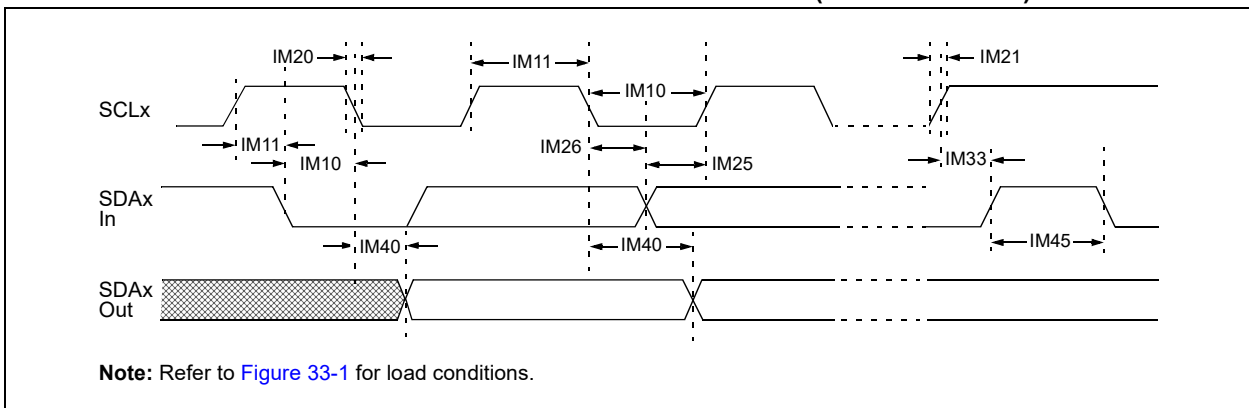 IM20
IM11
IM21
SCLx
IM10
IM11
IM10
IM26
IM25
IM33
SDAx
In
IM40
IM40
IM45
SDAx
Out
Note: Refer to Figure 33-1 for load conditions.